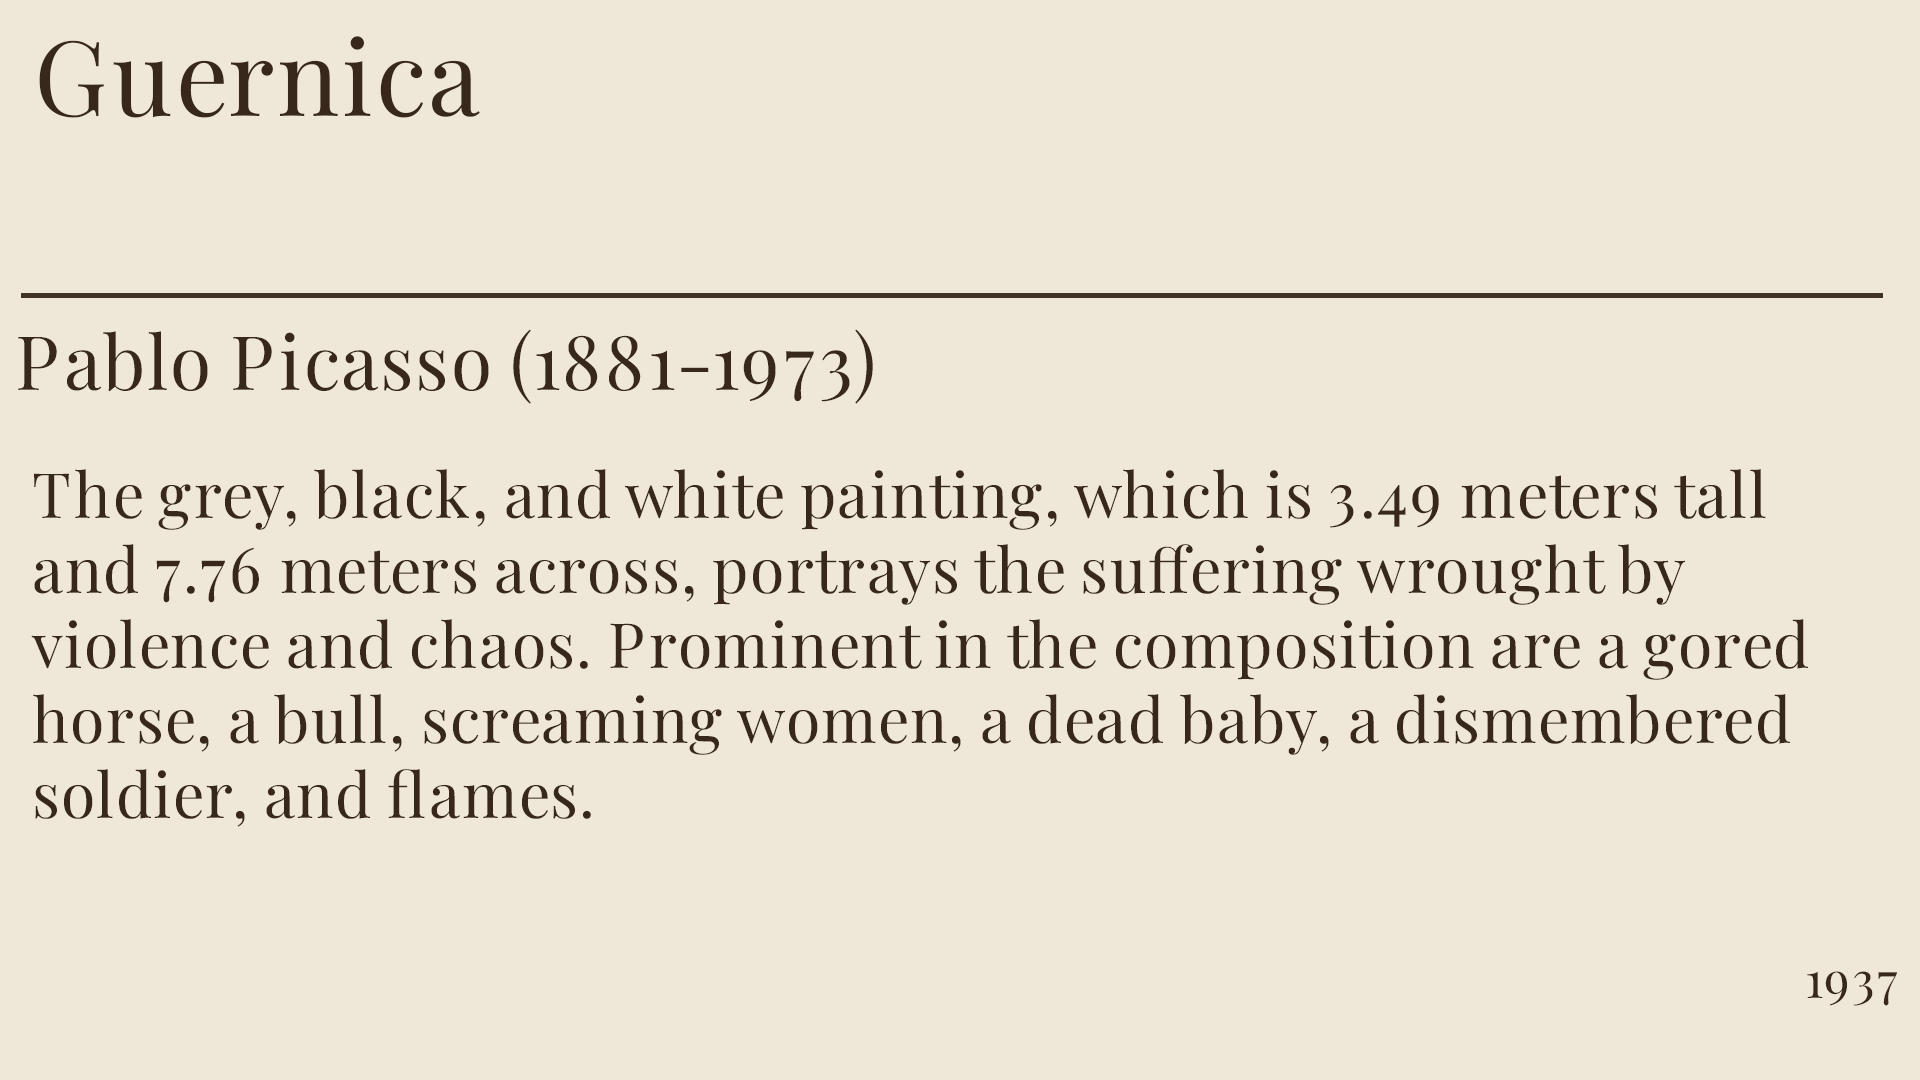 Guernica
Pablo Picasso (1881-1973)
The grey, black, and white painting, which is 3.49 meters tall
and 7.76 meters across, portrays the suffering wrought by
violence and chaos. Prominent in the composition are a gored
horse, a bull, screaming women, a dead baby, a dismembered
soldier, and flames.
1937